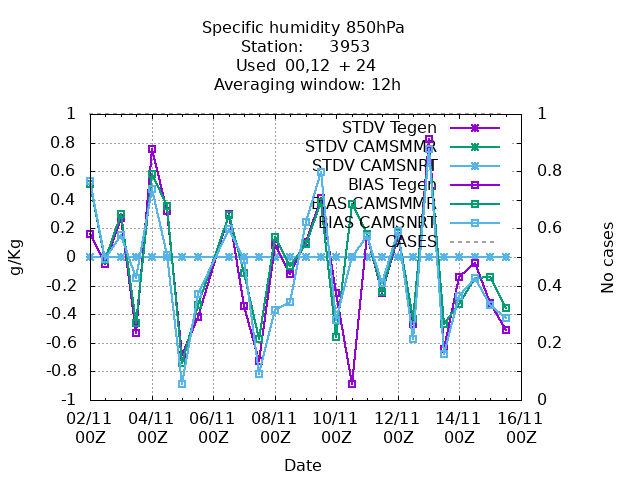 Specific humidity 850hPa
Station: 3953
Used 00,12 + 24
Averaging window: 12h
1
0.8
0.6
0.4
0.2
0
-0.2
-0.4
-0.6
-0.8
-1
g/Kg
STDV Tegen
STDV CAMSMMR
STDV CAMSNRT
BIAS Tegen
BIAS CAMSMMR
BIAS CAMSNRT
CASES
1
0.8
0.6
0.4
0.2
0
No cases
02/11 04/11 06/11 08/11 10/11 12/11 14/11 16/11
00Z 00Z 00Z 00Z 00Z 00Z 00Z 00Z
Date